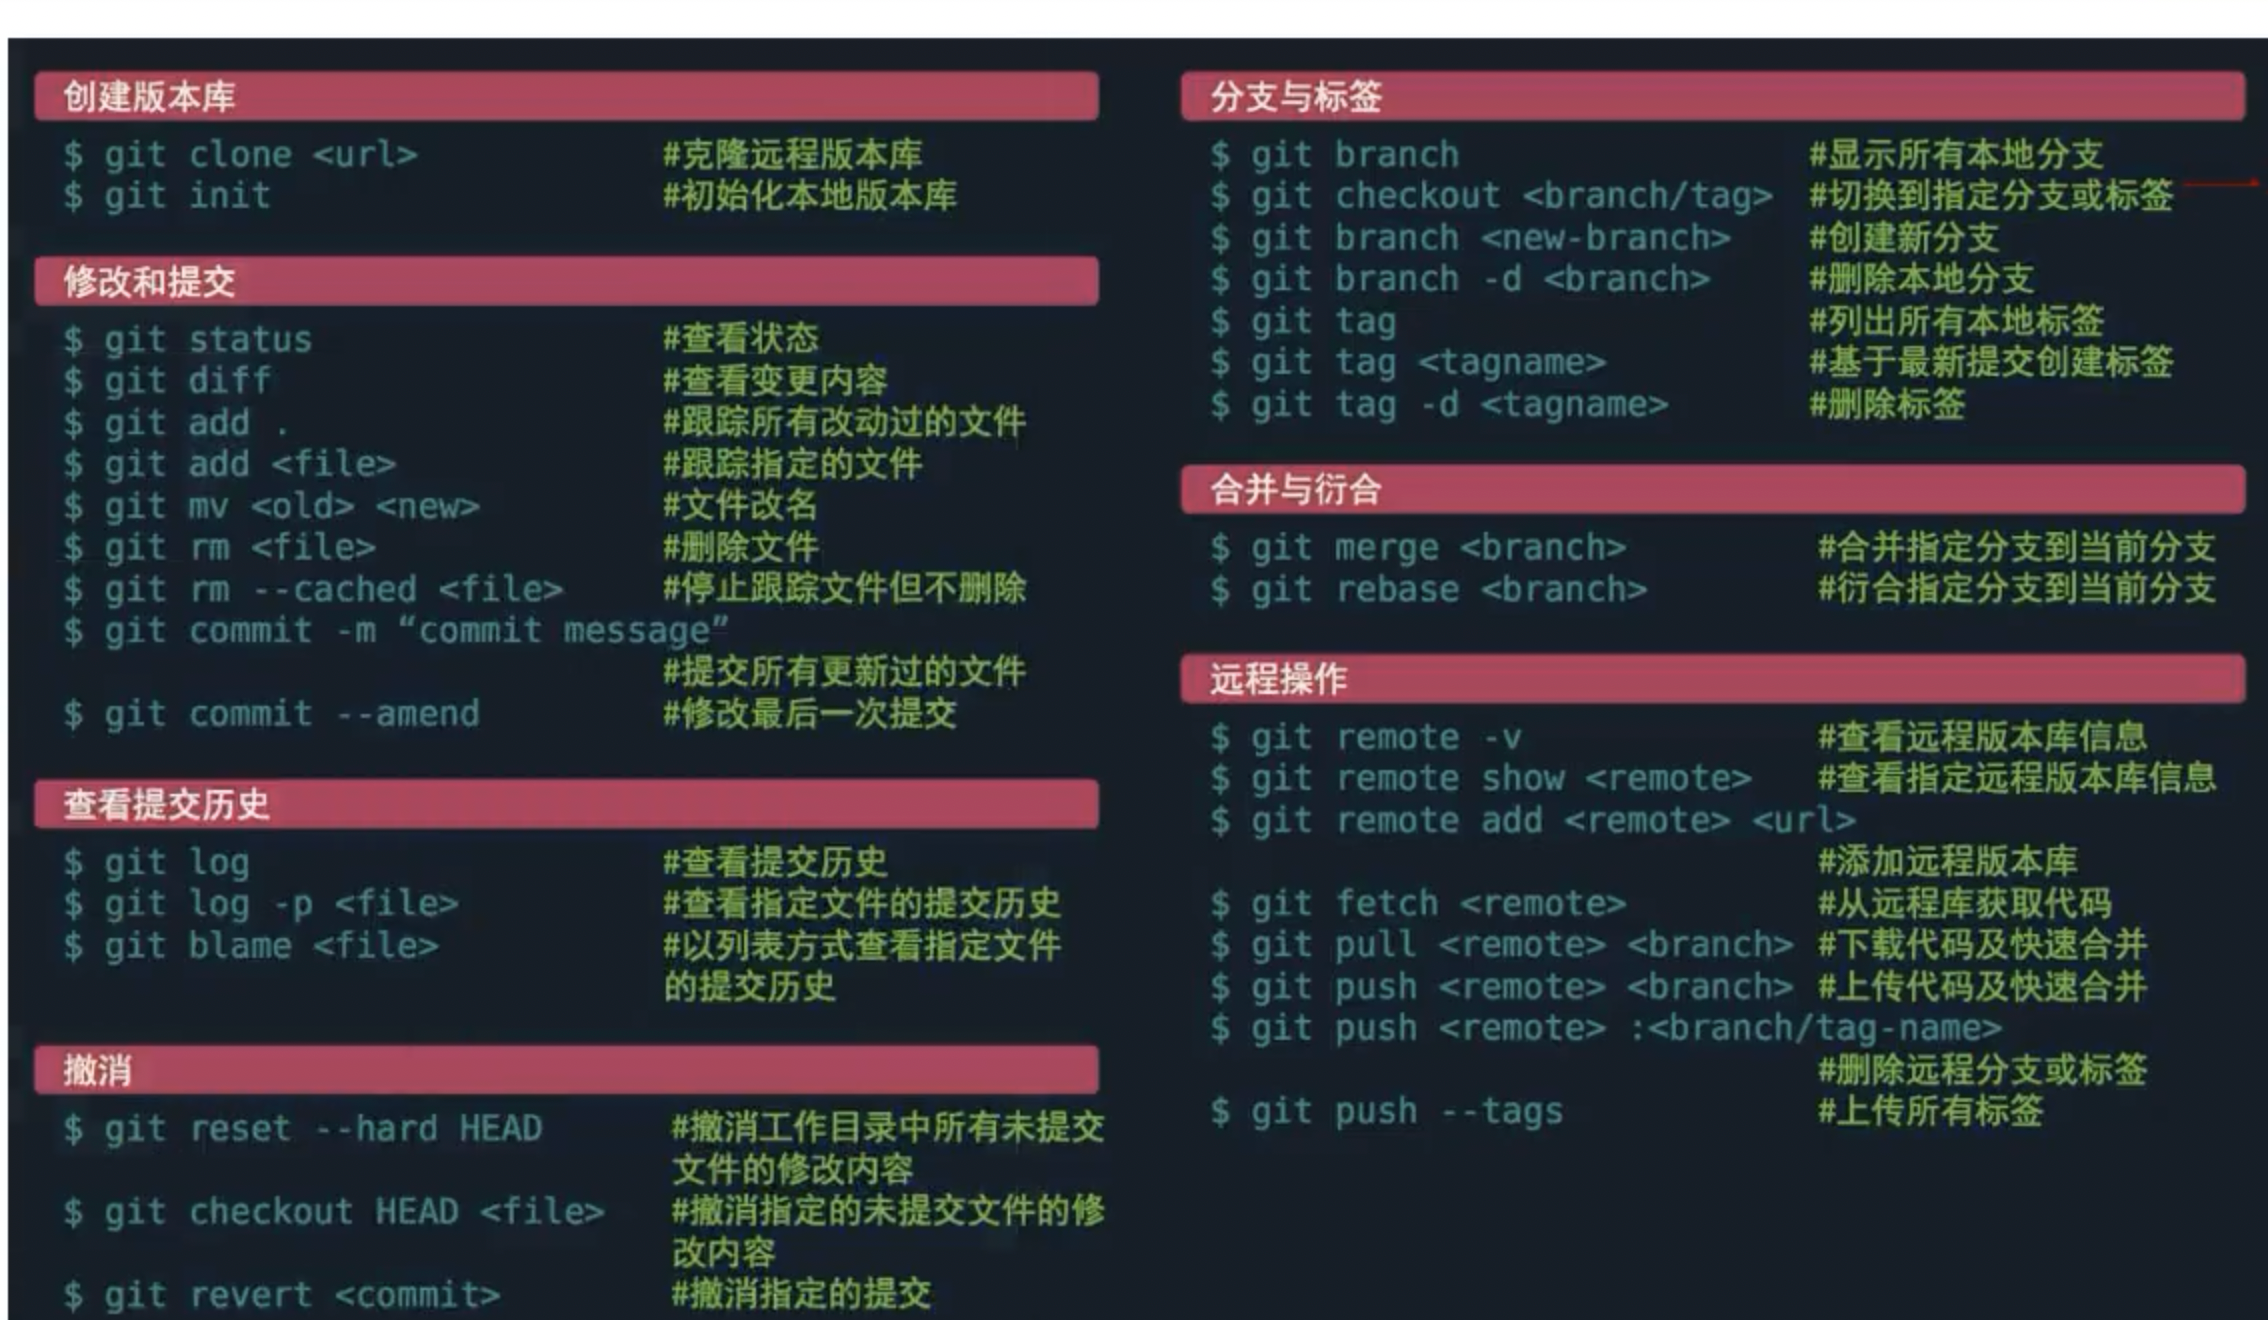 创建版本库
$ git clone <url> #克隆远程版本库
$ git init #初始化本地版本库
修改和提交
$ git status #查看状态
$ git diff #查看变更内容
$ git add . #跟踪所有改动过的文件
$ git add <file> #跟踪指定的文件
$ git mv <old> <new> #文件改名
$ git rm <file> #删除文件
$ git rm --cached <file> #停止跟踪文件但不删除
$ git commit -m “commit message”
#提交所有更新过的文件
$ git commit --amend #修改最后一次提交
查看提交历史
$ git log #查看提交历史
$ git log -p <file> #查看指定文件的提交历史
$ git blame <file> #以列表方式查看指定文件
的提交历史
撤消
$ git reset --hard HEAD #撤消工作目录中所有未提交
文件的修改内容
$ git checkout HEAD <file> #撤消指定的未提交文件的修
改内容
$ git revert <commit> #撤消指定的提交
分支与标签
$ git branch #显示所有本地分支
$ git checkout <branch/tag> #切换到指定分支或标签
$ git branch <new-branch> #创建新分支
$ git branch -d <branch> #删除本地分支
$ git tag #列出所有本地标签
$ git tag <tagname> #基于最新提交创建标签
$ git tag -d <tagname> #删除标签
合并与衍合
$ git merge <branch> #合并指定分支到当前分支
$ git rebase <branch> #衍合指定分支到当前分支
远程操作
$ git remote -v #查看远程版本库信息
$ git remote show <remote> #查看指定远程版本库信息
$ git remote add <remote> <url>
#添加远程版本库
$ git fetch <remote> #从远程库获取代码
$ git pull <remote> <branch> #下载代码及快速合并
$ git push <remote> <branch> #上传代码及快速合并
$ git push <remote> :<branch/tag-name>
#删除远程分支或标签
$ git push --tags #上传所有标签